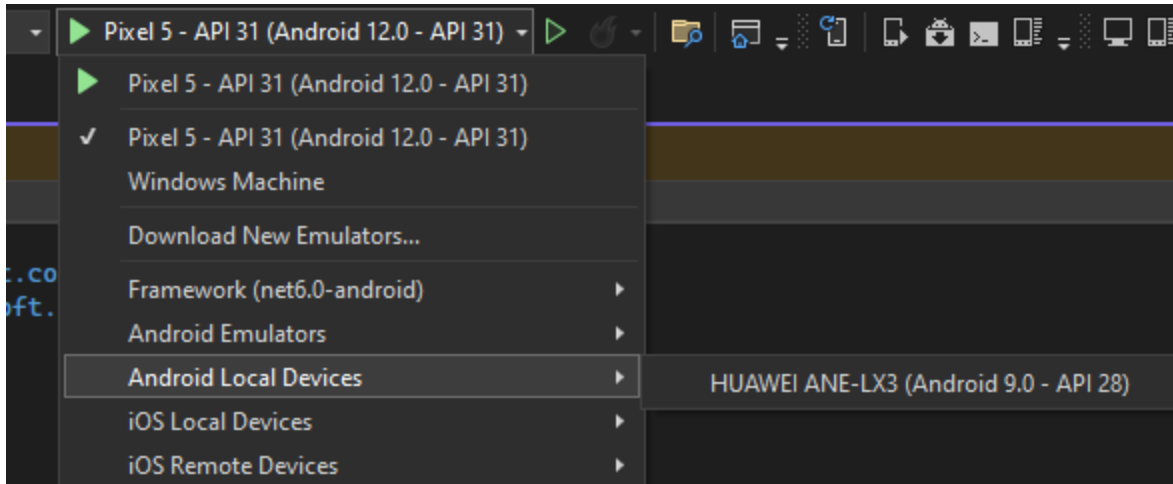 Pixel 5 - API 31 (Android 12.0 - API 31)
Pixel 5 - API 31 (Android 12.0 - API 31)
Pixel 5 - API 31 (Android 12.0 - API 31)
Windows Machine
Download New Emulators...
t.co
Framework (net6.0-android)
oft.
Android Emulators
Android Local Devices
HUAWEI ANE-LX3 (Android 9.0 - API 28)
iOS Local Devices
iOS Remote Devices